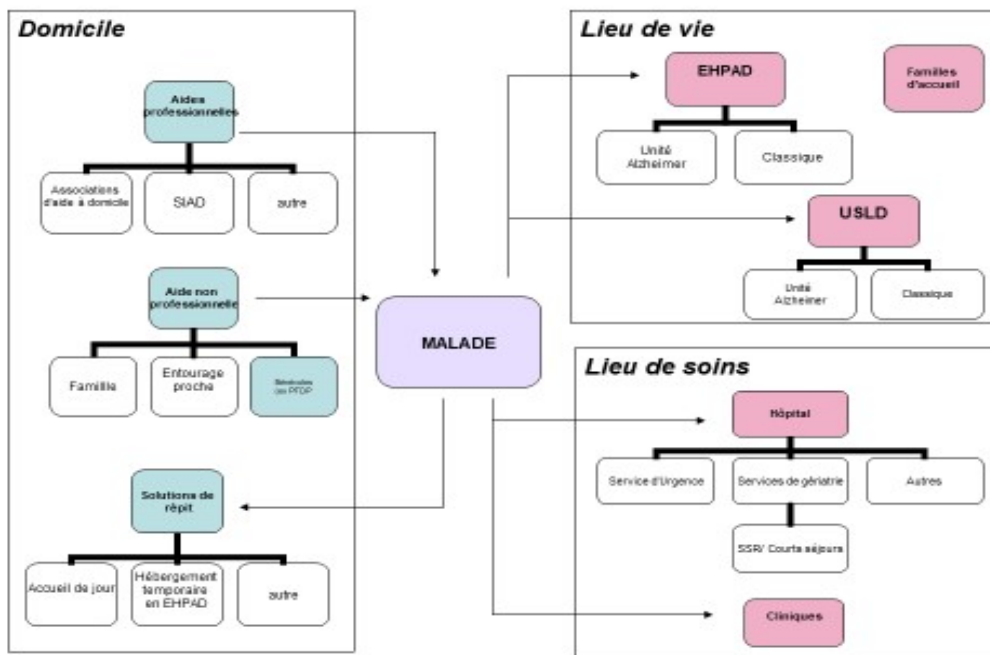 Domicile
Aides
professionnelles
Associations
d'aide à domicile
SIAD
autre
Aide non
professionnelle
Famillle
Entourage
proche
Bénévoles
Solutions de
répit
Accueil de jour
Hébergement
temporaire
en EHPAD
autre
MALADE
Lieu de vie
EHPAD
Familles
d'accueil
Unité
Alzheimer
Classique
USLD
Unité
Alzheimer
Classique
Lieu de soins
Hôpital
Service d'Urgence
Services de gériatrie
Autres
SSR/ Courts séjours
Cliniques